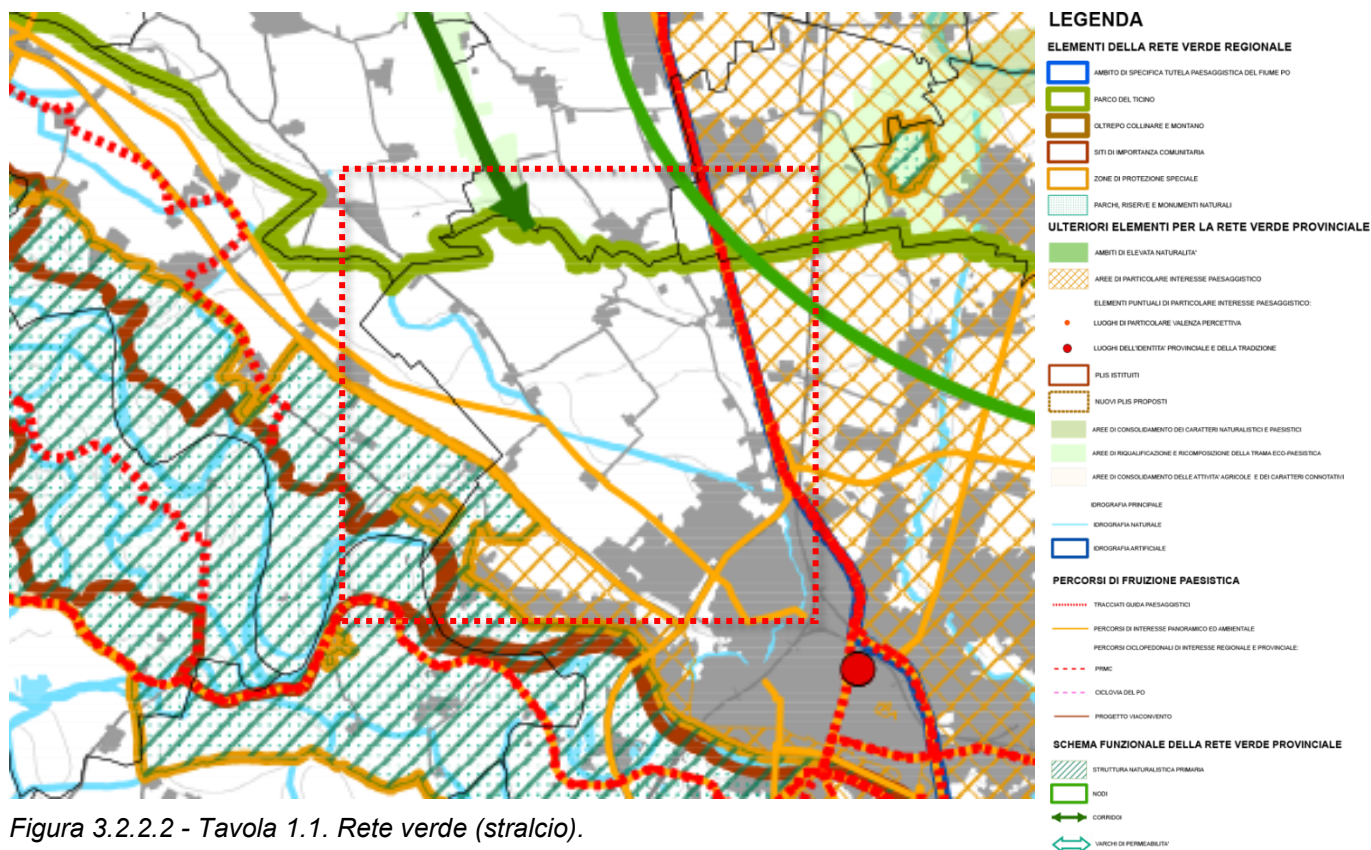 LEGENDA
ELEMENTI DELLA RETE VERDE REGIONALE
AMBITO DI SPECIFICA TUTELA PAESAGGISTICA DEL FIUME PO
PARCO DEL TICINO
OLTREPO COLLINARE E MONTANO
SITI DI IMPORTANZA COMUNITARIA
ZONE DI PROTEZIONE SPECIALE
PARCHI, RISERVE E MONUMENTI NATURALI
ULTERIORI ELEMENTI PER LA RETE VERDE PROVINCIALE
AMBITI DI ELEVATA NATURALITA'
AREE DI PARTICOLARE INTERESSE PAESAGGISTICO
ELEMENTI PUNTUALI DI PARTICOLARE INTERESSE PAESAGGISTICO:
LUOGHI DI PARTICOLARE VALENZA PERCETTIVA
LUOGHI DELL'IDENTITA' PROVINCIALE E DELLA TRADIZIONE
PLIS ISTITUITI
NUOVI PLIS PROPOSTI
AREE DI CONSOLIDAMENTO DEI CARATTERI NATURALISTICI E PAESISTICI
AREE DI RIQUALIFICAZIONE E RICOMPOSIZIONE DELLA TRAMA ECO-PAESISTICA
AREE DI CONSOLIDAMENTO DELLE ATTIVITA' AGRICOLE E DEI CARATTERI CONNOTATIVI
IDROGRAFIA PRINCIPALE
IDROGRAFIA NATURALE
IDROGRAFIA ARTIFICIALE
PERCORSI DI FRUIZIONE PAESISTICA
TRACCIATI GUIDA PAESAGGISTICI
PERCORSI DI INTERESSE PANORAMICO ED AMBIENTALE
PERCORSI CICLOPEDONALI DI INTERESSE REGIONALE E PROVINCIALE:
PRMC
CICLOVIA DEL PO
PROGETTO VIIACONVENTO
SCHEMA FUNZIONALE DELLA RETE VERDE PROVINCIALE
STRUTTURA NATURALISTICA PRIMARIA
NODI
CORRIDOI
VARCHI DI PERMEABILITA'
Figura 3.2.2.2 - Tavola 1.1. Rete verde (stralcio).